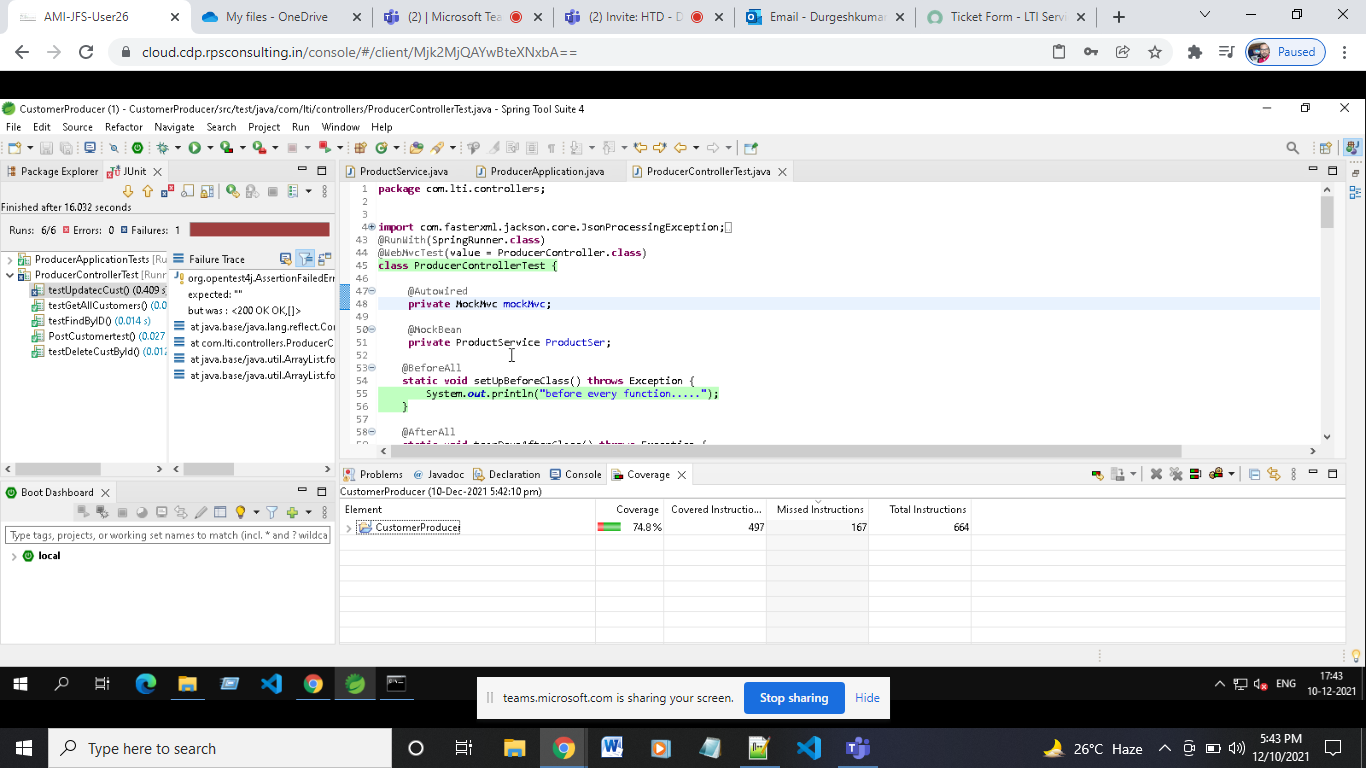 AMI-JFS-User26
My files - OneDrive
(2) | Microsoft Tea
(2) Invite: HTD - D
Email - Durgeshkumar
Ticket Form - LTI Servi
cloud.cdp.rpsconsulting.in/console/#/client/Mjk2MjQAYwBteXNxbA==
Paused
CustomerProducer (1) - CustomerProducer/src/test/java/com/lti/controllers/ProducerControllerTest.java - Spring Tool Suite 4
File Edit Source Refactor Navigate Search Project Run Window Help
Package Explorer
JUnit
Finished after 16.032 seconds
Runs: 6/6 Errors: 0 Failures: 1
ProducerApplicationTests [Ru
ProducerControllerTest [Runn
testUpdatecCust() (0.409 s)
testGetAllCustomers() (0.0
testFindByID() (0.014 s)
PostCustomertest() (0.027
testDeleteCustById() (0.012
Failure Trace
org.opentest4j.AssertionFailedErr
expected: ""
but was : <200 OK OK,[]>
at java.base/java.lang.reflect.Cor
at com.lti.controllers.ProducerC
at java.base/java.util.ArrayList.fo
at java.base/java.util.ArrayList.fo
ProductService.java
ProducerApplication.java
ProducerControllerTest.java
1 package com.lti.controllers;
2
3
4 import com.fasterxml.jackson.core.JsonProcessingException;
43 @RunWith(SpringRunner.class)
44 @WebMvcTest(value = ProducerController.class)
45 class ProducerControllerTest {
46
47 @Autowired
48 private MockMvc mockMvc;
49
50 @MockBean
51 private ProductService ProductSer;
52
53 @BeforeAll
54 static void setUpBeforeClass() throws Exception {
55 System.out.println("before every function.....");
56 }
57
58 @AfterAll
Boot Dashboard
Type tags, projects, or working set names to match (incl. * and ? wildca
local
Problems
@ Javadoc
Declaration
Console
Coverage
CustomerProducer (10-Dec-2021 5:42:10 pm)
Element Coverage Covered Instructio... Missed Instructions Total Instructions
CustomerProducer 74.8 % 497 167 664
ENG
17:43
10-12-2021
teams.microsoft.com is sharing your screen.
Stop sharing
Hide
Type here to search
26°C Haze
5:43 PM
12/10/2021